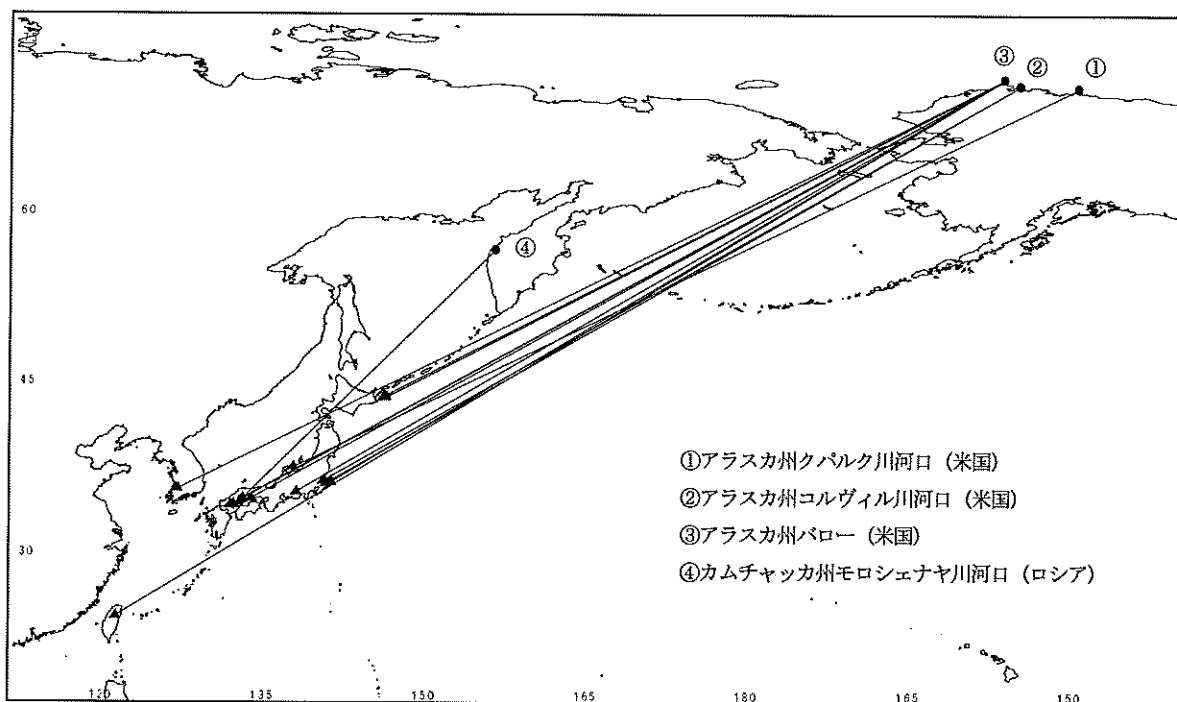 ③ ② ①
60
④
45
①アラスカ州クパルク川河口（米国）
②アラスカ州コルヴィル川河口（米国）
③アラスカ州バロー（米国）
④カムチャッカ州モロシェナヤ川河口（ロシア）
30
120 135 150 165 180 165 150